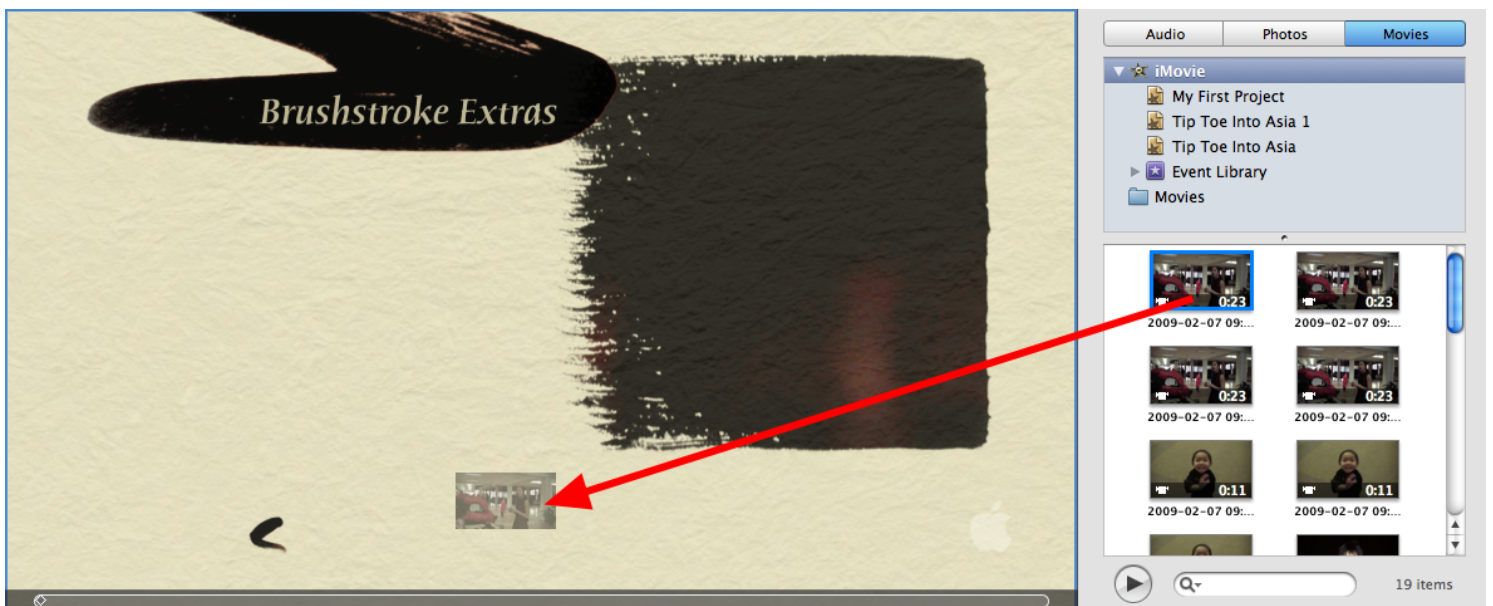 Brushstroke Extras
Audio Photos Movies
iMovie
My First Project
Tip Toe Into Asia 1
Tip Toe Into Asia
Event Library
Movies
0:23 0:23
2009-02-07 09:... 2009-02-07 09:...
0:23 0:23
2009-02-07 09:... 2009-02-07 09:...
0:11 0:11
2009-02-07 09:... 2009-02-07 09:...
19 items